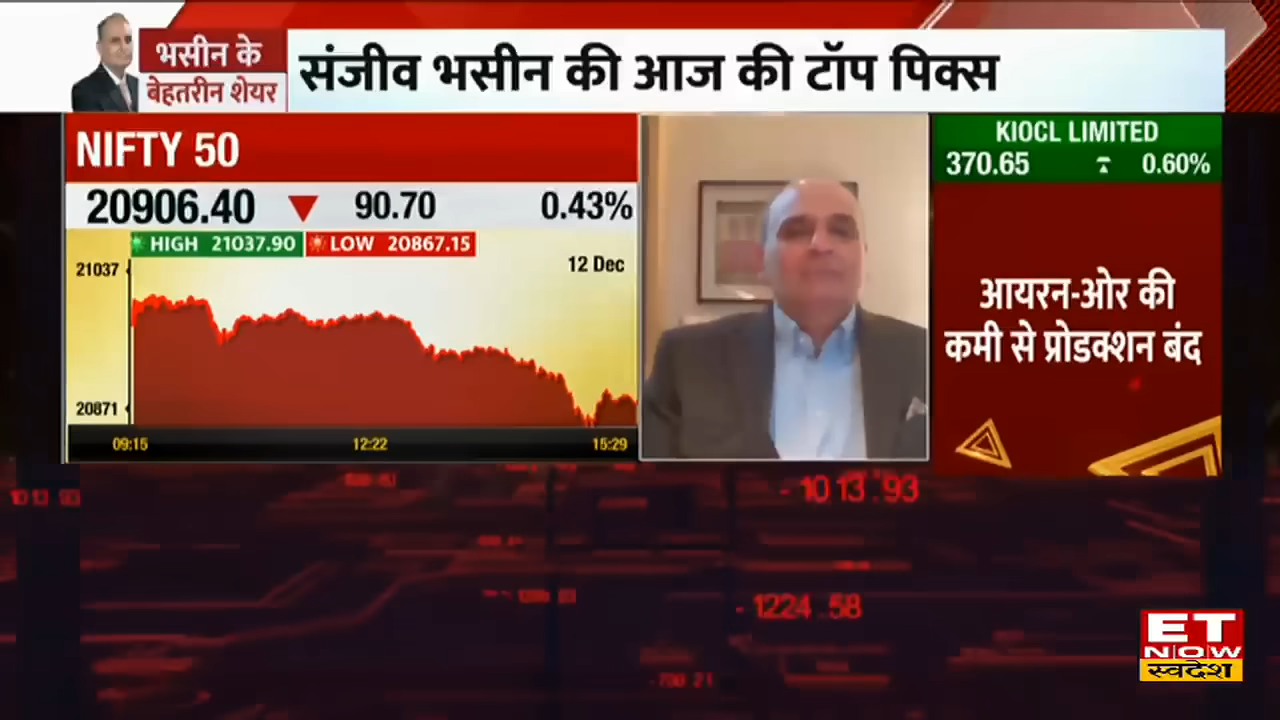 भसीन के
बेहतरीन शेयर
संजीव भसीन की आज की टॉप पिक्स
NIFTY 50
20906.40 90.70 0.43%
HIGH 21037.90 LOW 20867.15
12 Dec
21037
20871
09:15 12:22 15:29
KIOCL LIMITED
370.65 0.60%
आयरन-ओर की
कमी से प्रोडक्शन बंद
1013 93
- 1013.93
- 1224.58
ET
NOW
स्वदेश